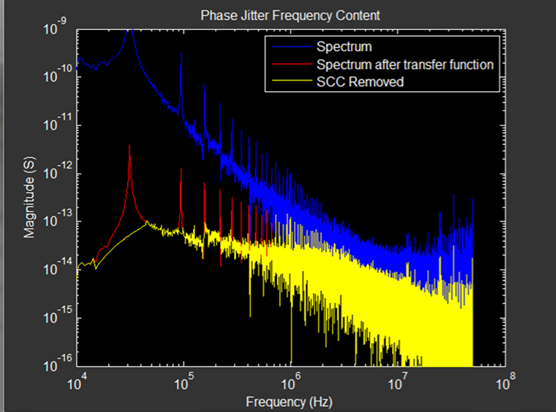 Phase Jitter Frequency Content
Spectrum
Spectrum after transfer function
SCC Removed
Magnitude (S)
10^-9
10^-10
10^-11
10^-12
10^-13
10^-14
10^-15
10^-16
10^4
10^5
10^6
10^7
10^8
Frequency (Hz)